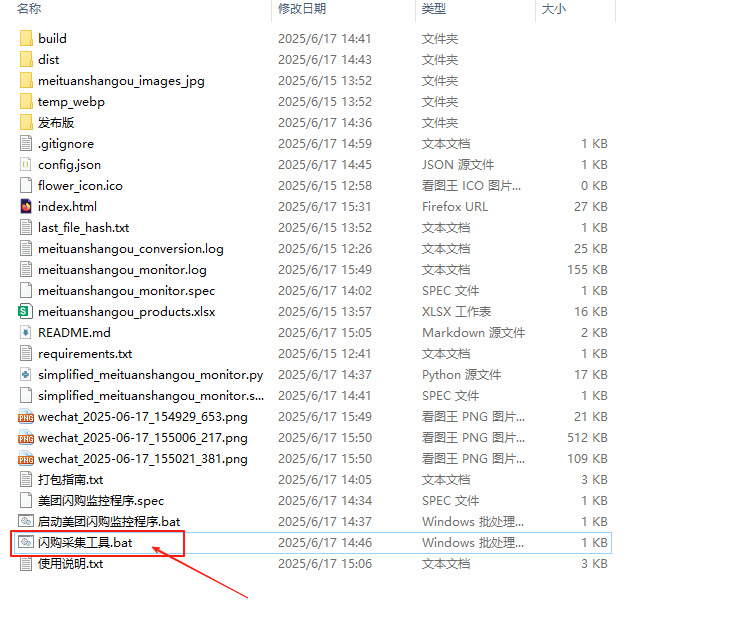 名称 修改日期 类型 大小
build 2025/6/17 14:41 文件夹
dist 2025/6/17 14:43 文件夹
meituanshangou_images_jpg 2025/6/15 13:52 文件夹
temp_webp 2025/6/15 13:52 文件夹
发布版 2025/6/17 14:36 文件夹
.gitignore 2025/6/17 14:59 文本文档 1 KB
config.json 2025/6/17 14:45 JSON 源文件 1 KB
flower_icon.ico 2025/6/15 12:58 看图王 ICO 图片... 0 KB
index.html 2025/6/17 15:31 Firefox URL 27 KB
last_file_hash.txt 2025/6/15 13:52 文本文档 1 KB
meituanshangou_conversion.log 2025/6/15 12:26 文本文档 25 KB
meituanshangou_monitor.log 2025/6/17 15:49 文本文档 155 KB
meituanshangou_monitor.spec 2025/6/17 14:02 SPEC 文件 1 KB
meituanshangou_products.xlsx 2025/6/15 13:57 XLSX 工作表 16 KB
README.md 2025/6/17 15:05 Markdown 源文件 2 KB
requirements.txt 2025/6/15 12:41 文本文档 1 KB
simplified_meituanshangou_monitor.py 2025/6/17 14:37 Python 源文件 17 KB
simplified_meituanshangou_monitor.s... 2025/6/17 14:41 SPEC 文件 1 KB
wechat_2025-06-17_154929_653.png 2025/6/17 15:49 看图王 PNG 图片... 21 KB
wechat_2025-06-17_155006_217.png 2025/6/17 15:50 看图王 PNG 图片... 512 KB
wechat_2025-06-17_155021_381.png 2025/6/17 15:50 看图王 PNG 图片... 109 KB
打包指南.txt 2025/6/17 14:05 文本文档 3 KB
美团闪购监控程序.spec 2025/6/17 14:34 SPEC 文件 1 KB
启动美团闪购监控程序.bat 2025/6/17 14:37 Windows 批处理... 1 KB
闪购采集工具.bat 2025/6/17 14:46 Windows 批处理... 1 KB
使用说明.txt 2025/6/17 15:06 文本文档 3 KB